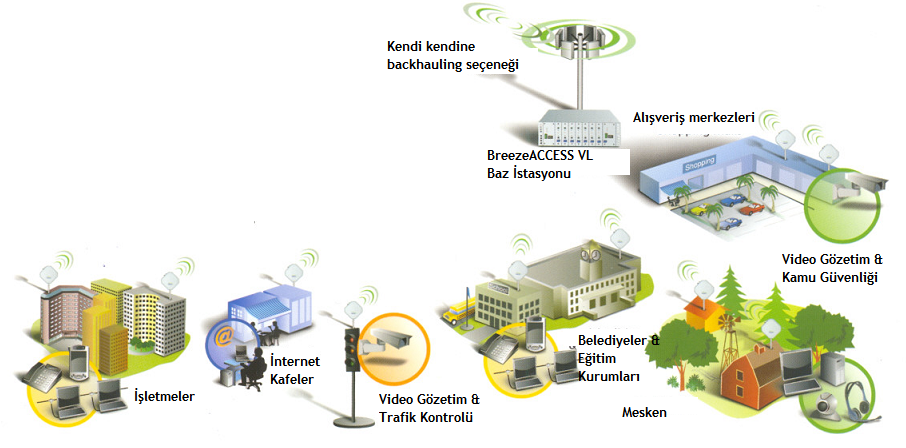 Kendi kendine
backhauling seçeneği
BreezeACCESS VL
Baz İstasyonu
Alışveriş merkezleri
Shopping
Video Gözetim &
Kamu Güvenliği
School
İşletmeler
@
İnternet
Kafeler
Video Gözetim &
Trafik Kontrolü
Belediyeler &
Eğitim
Kurumları
Mesken